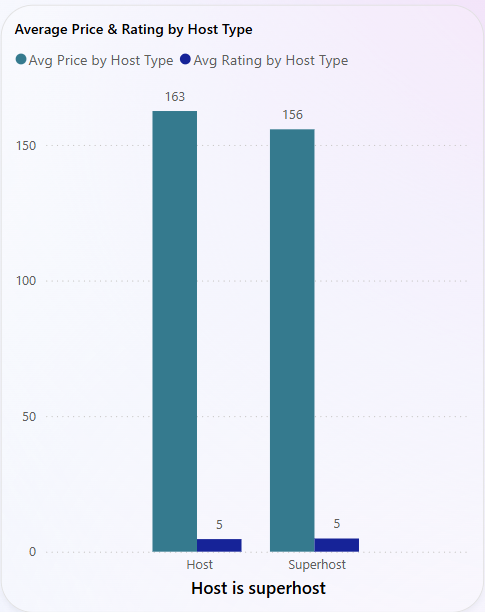 Average Price & Rating by Host Type
Avg Price by Host Type Avg Rating by Host Type
163
156
150
100
50
5
5
0
Host Superhost
Host is superhost